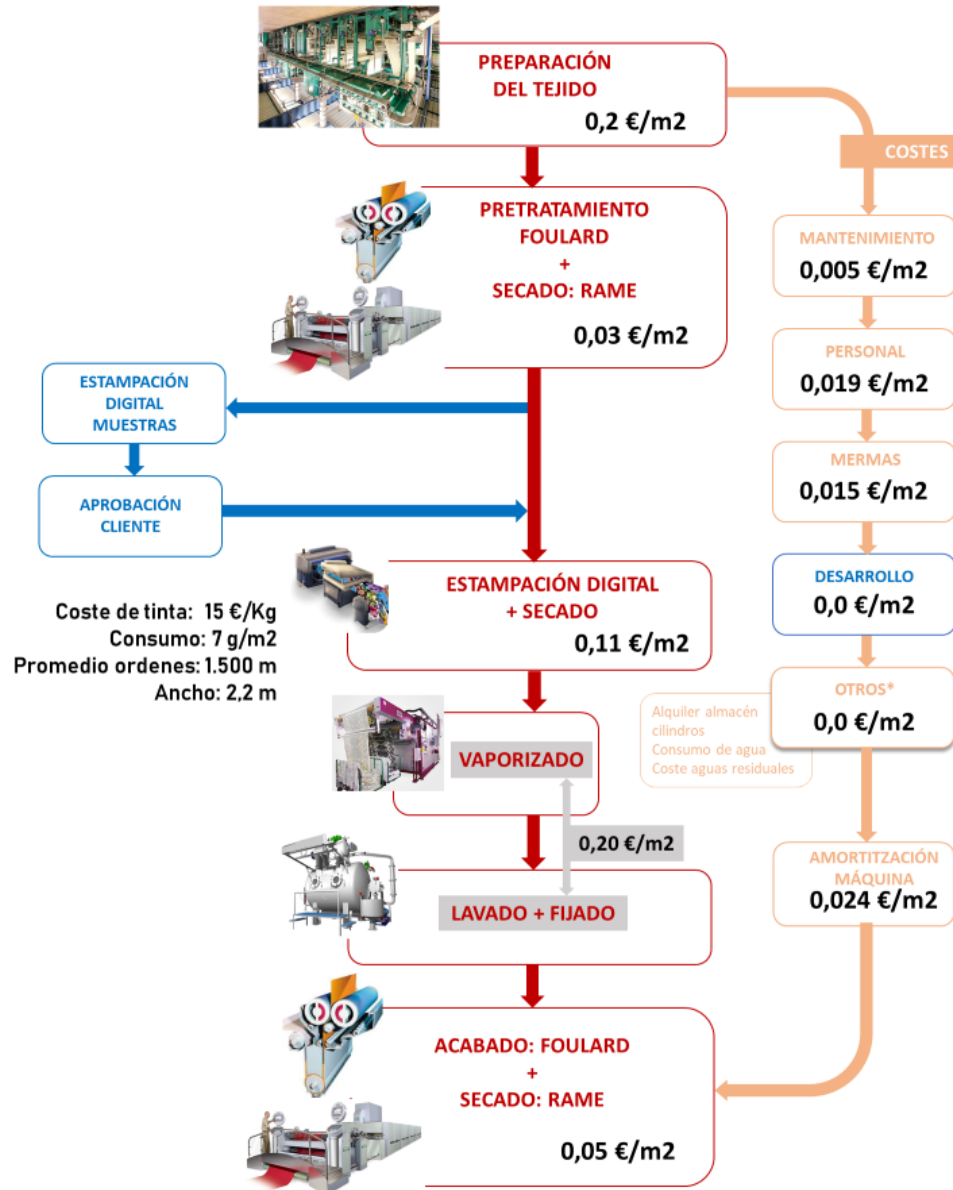 PREPARACIÓN
DEL TEJIDO
0,2 €/m2
COSTES
PRETRATAMIENTO
FOULARD
+
SECADO: RAME
0,03 €/m2
MANTENIMIENTO
0,005 €/m2
PERSONAL
0,019 €/m2
ESTAMPACIÓN
DIGITAL
MUESTRAS
MERMAS
0,015 €/m2
APROBACIÓN
CLIENTE
ESTAMPACIÓN DIGITAL
+ SECADO
0,11 €/m2
DESARROLLO
0,0 €/m2
Coste de tinta: 15 €/Kg
Consumo: 7 g/m2
Promedio ordenes: 1.500 m
Ancho: 2,2 m
OTROS*
0,0 €/m2
Alquiler almacén
cilindros
Consumo de agua
Coste aguas residuales
VAPORIZADO
0,20 €/m2
LAVADO + FIJADO
AMORTITZACIÓN
MÁQUINA
0,024 €/m2
ACABADO: FOULARD
+
SECADO: RAME
0,05 €/m2